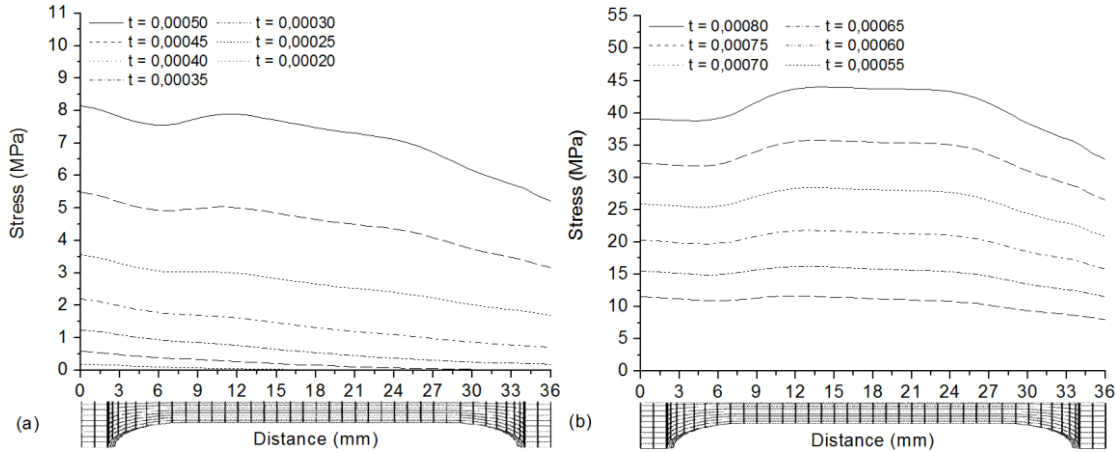 t = 0,00050 t = 0,00030
t = 0,00045 t = 0,00025
t = 0,00040 t = 0,00020
t = 0,00035
11
10
9
8
7
6
5
4
3
2
1
0
Stress (MPa)
0 3 6 9 12 15 18 21 24 27 30 33 36
(a)
Distance (mm)
t = 0,00080 t = 0,00065
t = 0,00075 t = 0,00060
t = 0,00070 t = 0,00055
55
50
45
40
35
30
25
20
15
10
5
0
Stress (MPa)
0 3 6 9 12 15 18 21 24 27 30 33 36
(b)
Distance (mm)